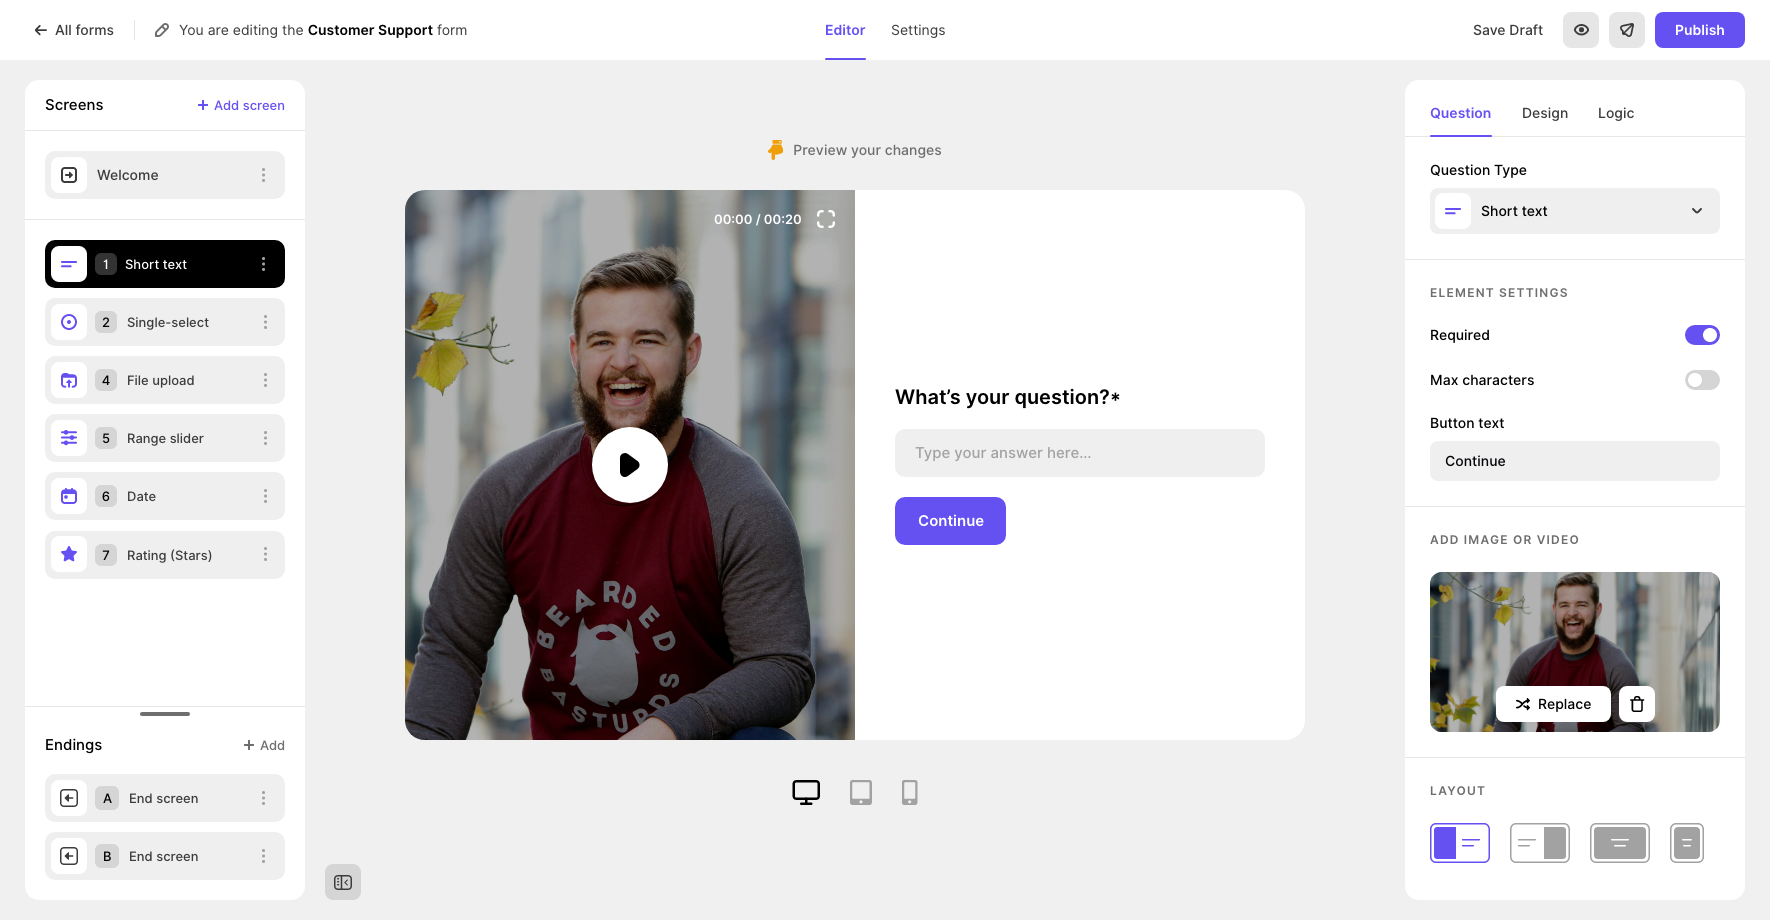 All forms
You are editing the Customer Support form
Editor
Settings
Save Draft
Publish
Screens
+ Add screen
Welcome
1 Short text
2 Single-select
4 File upload
5 Range slider
6 Date
7 Rating (Stars)
Endings
+ Add
A End screen
B End screen
Preview your changes
00:00 / 00:20
BEARDED
BASTURDS
What’s your question?*
Type your answer here...
Continue
Question
Design
Logic
Question Type
Short text
ELEMENT SETTINGS
Required
Max characters
Button text
Continue
ADD IMAGE OR VIDEO
Replace
LAYOUT